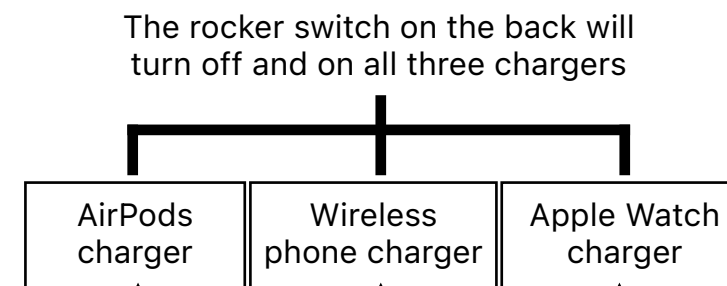 The rocker switch on the back will
turn off and on all three chargers
AirPods
charger
Wireless
phone charger
Apple Watch
charger